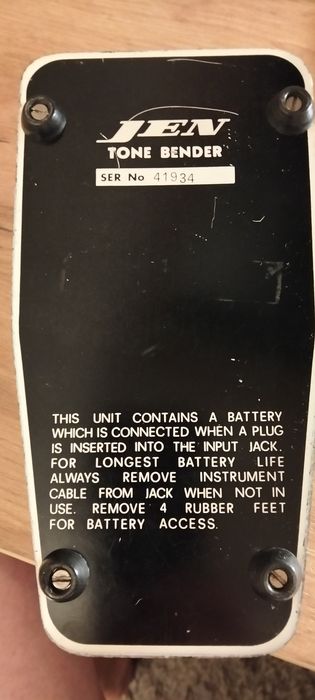 JEN
TONE BENDER
SER No 41934
THIS UNIT CONTAINS A BATTERY
WHICH IS CONNECTED WHEN A PLUG
IS INSERTED INTO THE INPUT JACK.
FOR LONGEST BATTERY LIFE
ALWAYS REMOVE INSTRUMENT
CABLE FROM JACK WHEN NOT IN
USE. REMOVE 4 RUBBER FEET
FOR BATTERY ACCESS.